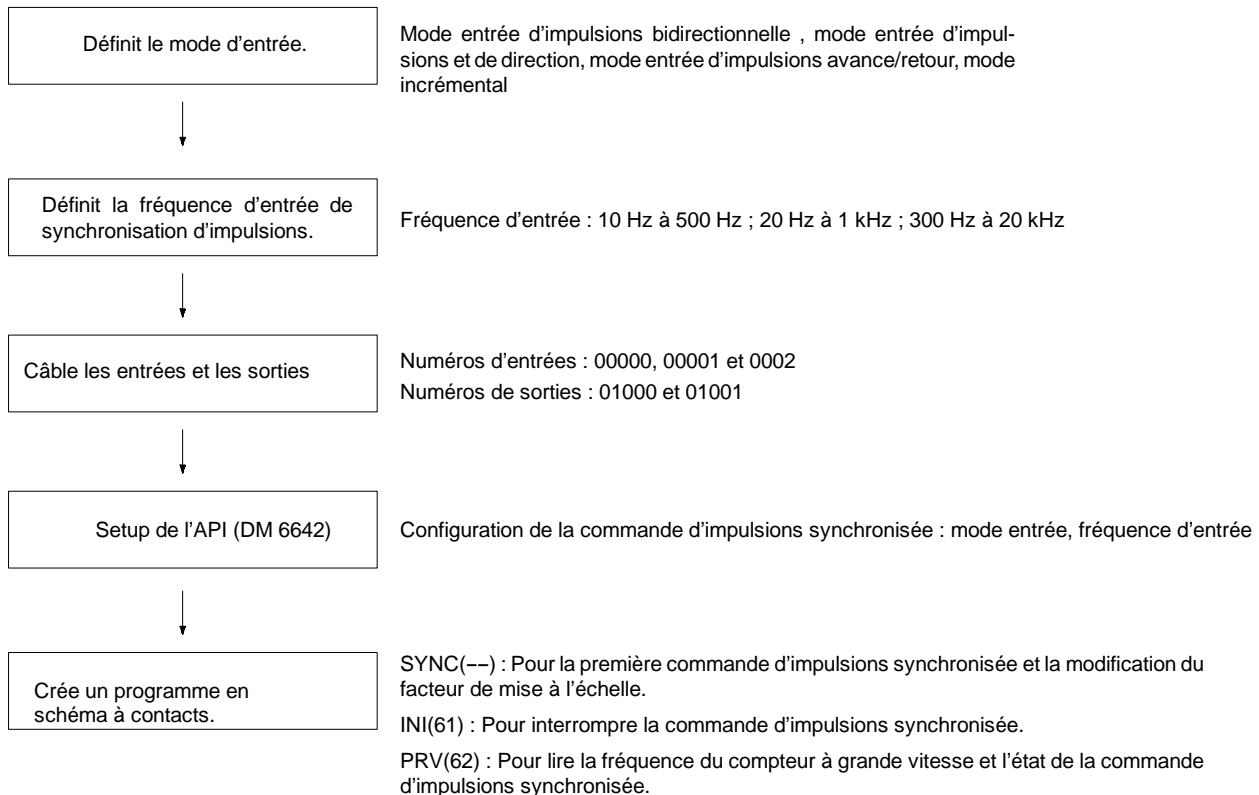 Définit le mode d'entrée.
Mode entrée d'impulsions bidirectionnelle , mode entrée d'impul-
sions et de direction, mode entrée d'impulsions avance/retour, mode
incrémental
Définit la fréquence d'entrée de
synchronisation d'impulsions.
Fréquence d'entrée : 10 Hz à 500 Hz ; 20 Hz à 1 kHz ; 300 Hz à 20 kHz
Câble les entrées et les sorties
Numéros d'entrées : 00000, 00001 et 0002
Numéros de sorties : 01000 et 01001
Setup de l'API (DM 6642)
Configuration de la commande d'impulsions synchronisée : mode entrée, fréquence d'entrée
Crée un programme en
schéma à contacts.
SYNC(--) : Pour la première commande d'impulsions synchronisée et la modification du
facteur de mise à l'échelle.
INI(61) : Pour interrompre la commande d'impulsions synchronisée.
PRV(62) : Pour lire la fréquence du compteur à grande vitesse et l'état de la commande
d'impulsions synchronisée.